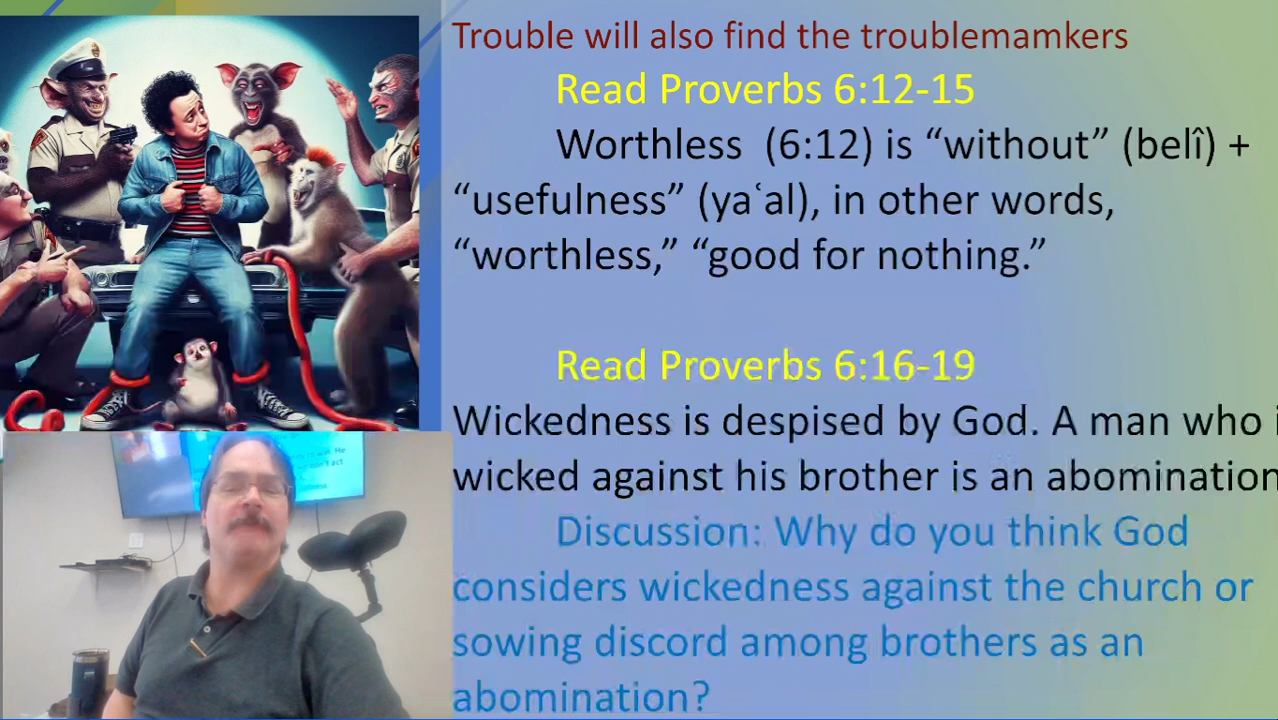 Trouble will also find the troublemamkers
Read Proverbs 6:12-15
Worthless (6:12) is “without” (belî) +
“usefulness” (yaʿal), in other words,
“worthless,” “good for nothing.”
Read Proverbs 6:16-19
Wickedness is despised by God. A man who i
wicked against his brother is an abomination
Discussion: Why do you think God
considers wickedness against the church or
sowing discord among brothers as an
abomination?